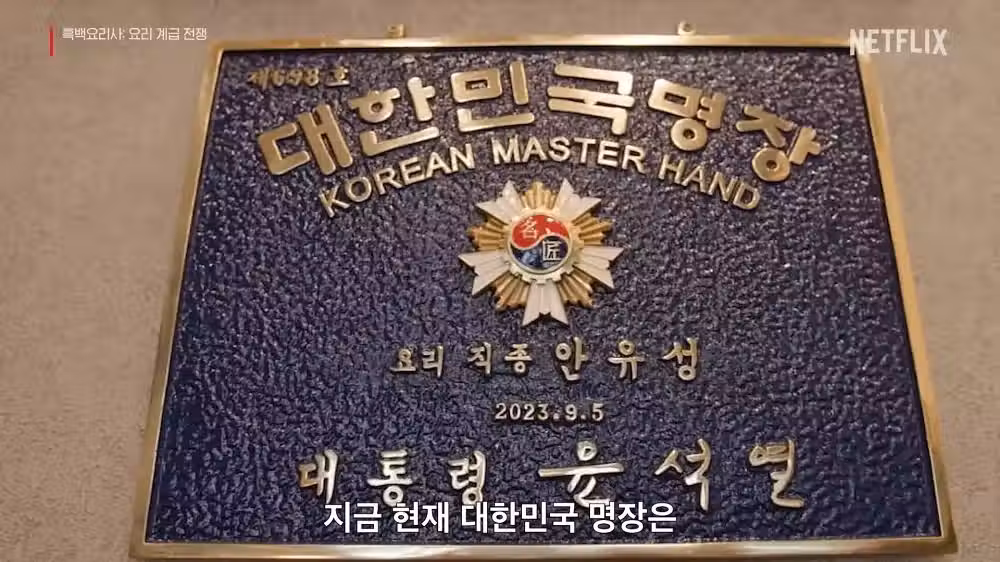 흑백요리사: 요리 계급 전쟁
NETFLIX
제698호
대한민국명장
KOREAN MASTER HAND
名
匠
요리 직종 안유성
2023.9.5
대통령 윤석열
지금 현재 대한민국 명장은